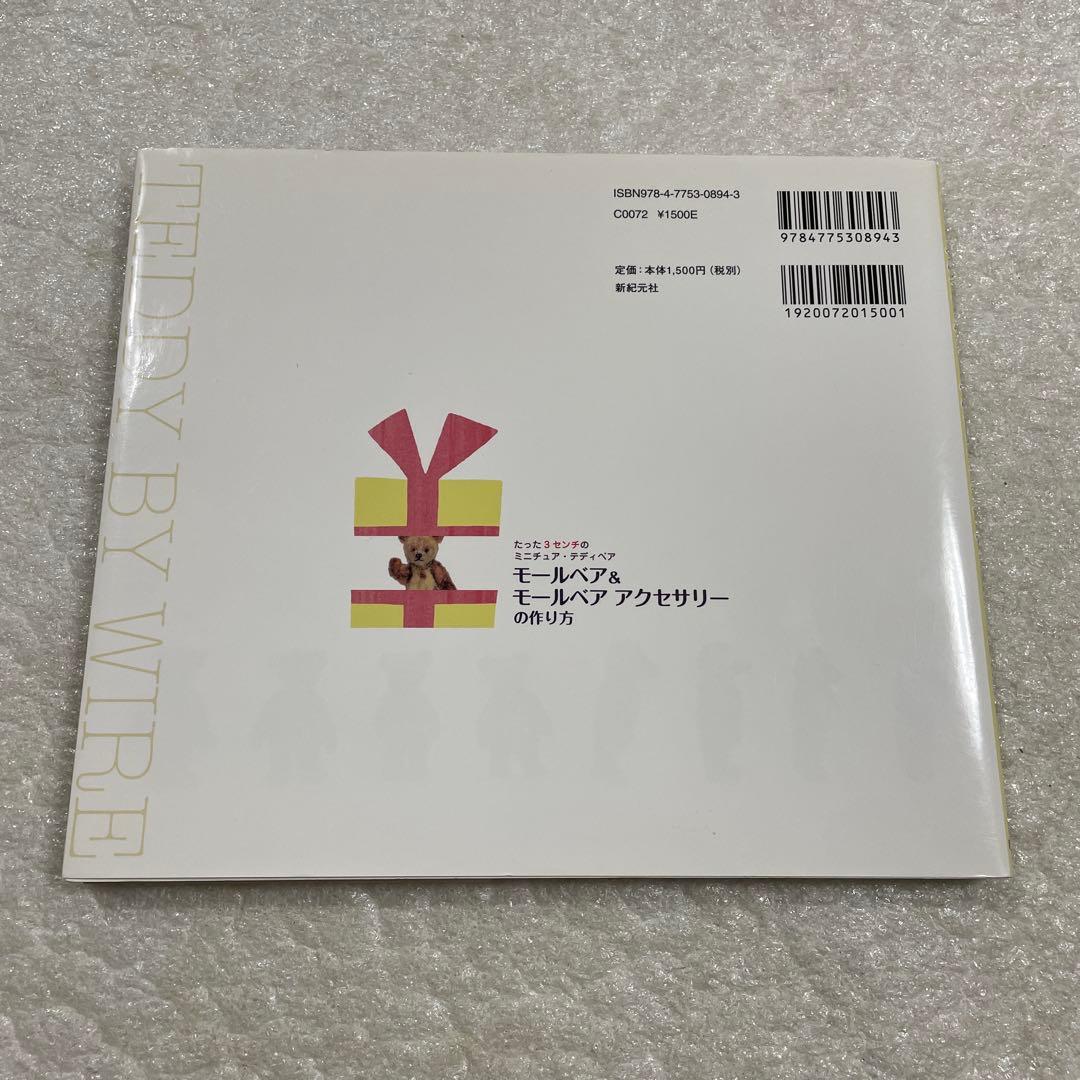 TEDDY BY WIRE
ISBN978-4-7753-0894-3
C0072 ¥1500E
9784775308943
定価：本体1,500円（税別）
新紀元社
1920072015001
たった3センチの
ミニチュア・テディベア
モールベア&
モールベア アクセサリー
の作り方